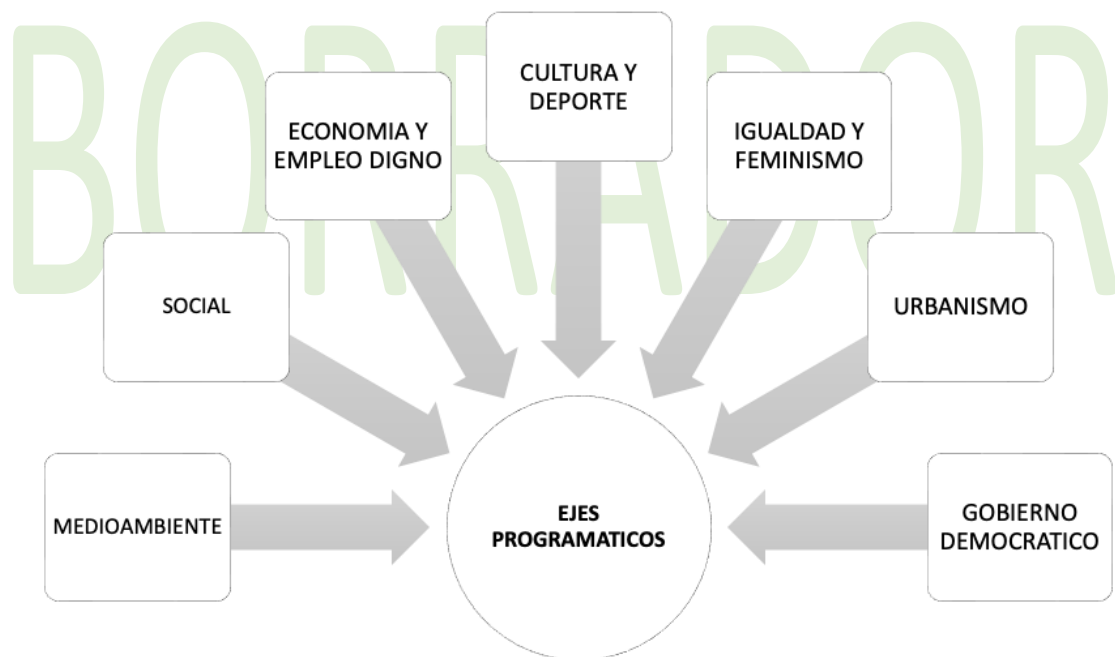 BORRADOR
CULTURA Y
DEPORTE
ECONOMIA Y
EMPLEO DIGNO
IGUALDAD Y
FEMINISMO
SOCIAL
URBANISMO
MEDIOAMBIENTE
EJES
PROGRAMATICOS
GOBIERNO
DEMOCRATICO